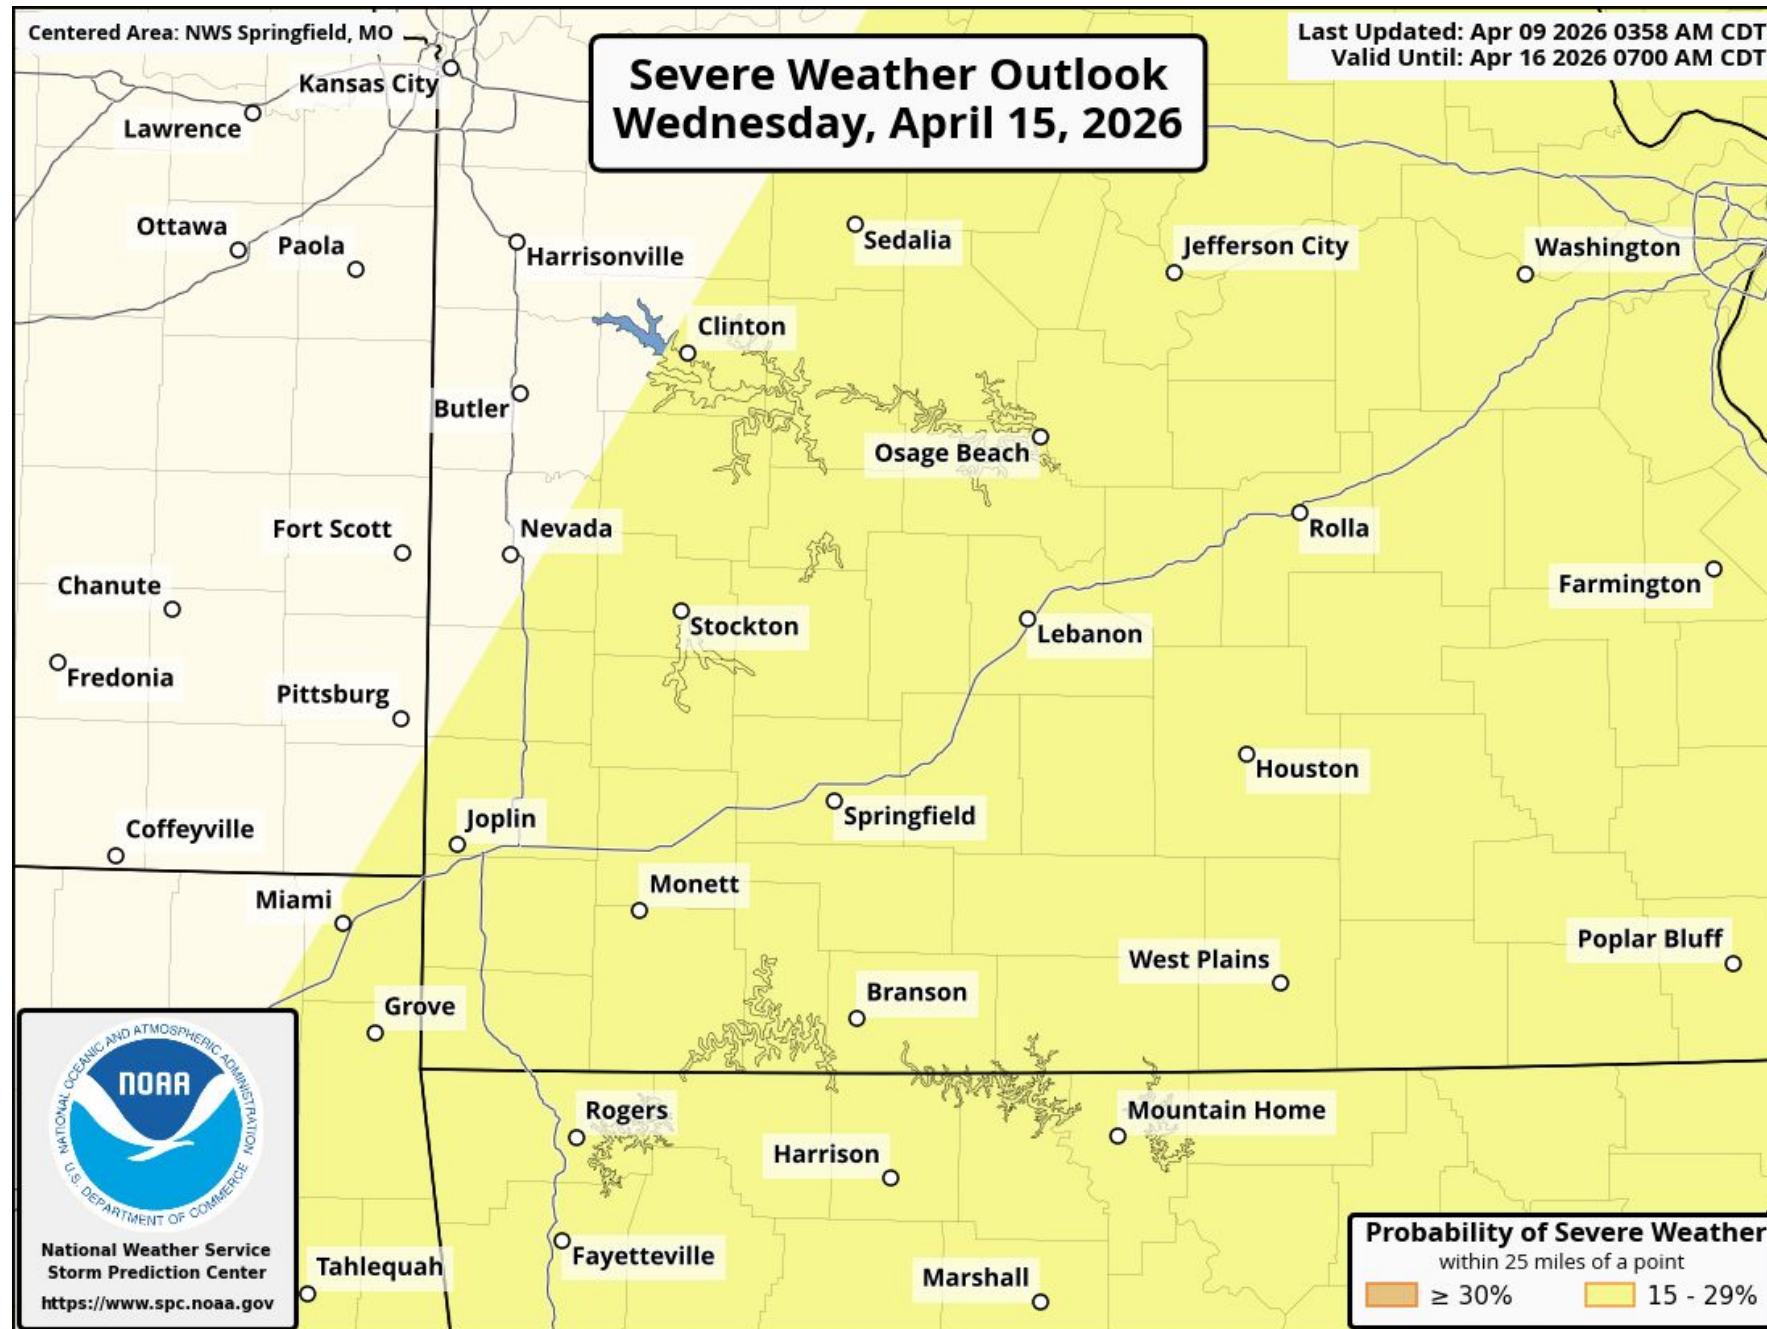 Centered Area: NWS Springfield, MO
Last Updated: Apr 09 2026 0358 AM CDT
Valid Until: Apr 16 2026 0700 AM CDT
Severe Weather Outlook
Wednesday, April 15, 2026
Kansas City
Lawrence
Ottawa
Paola
Harrisonville
Sedalia
Jefferson City
Washington
Clinton
Butler
Osage Beach
Fort Scott
Nevada
Rolla
Chanute
Farmington
Stockton
Lebanon
Fredonia
Pittsburg
Houston
Coffeyville
Joplin
Springfield
Miami
Monett
West Plains
Poplar Bluff
Grove
Branson
Rogers
Mountain Home
Harrison
Fayetteville
Tahlequah
Marshall
NATIONAL OCEANIC AND ATMOSPHERIC ADMINISTRATION
NOAA
U.S. DEPARTMENT OF COMMERCE
National Weather Service
Storm Prediction Center
https://www.spc.noaa.gov
Probability of Severe Weather
within 25 miles of a point
≥ 30%
15 - 29%